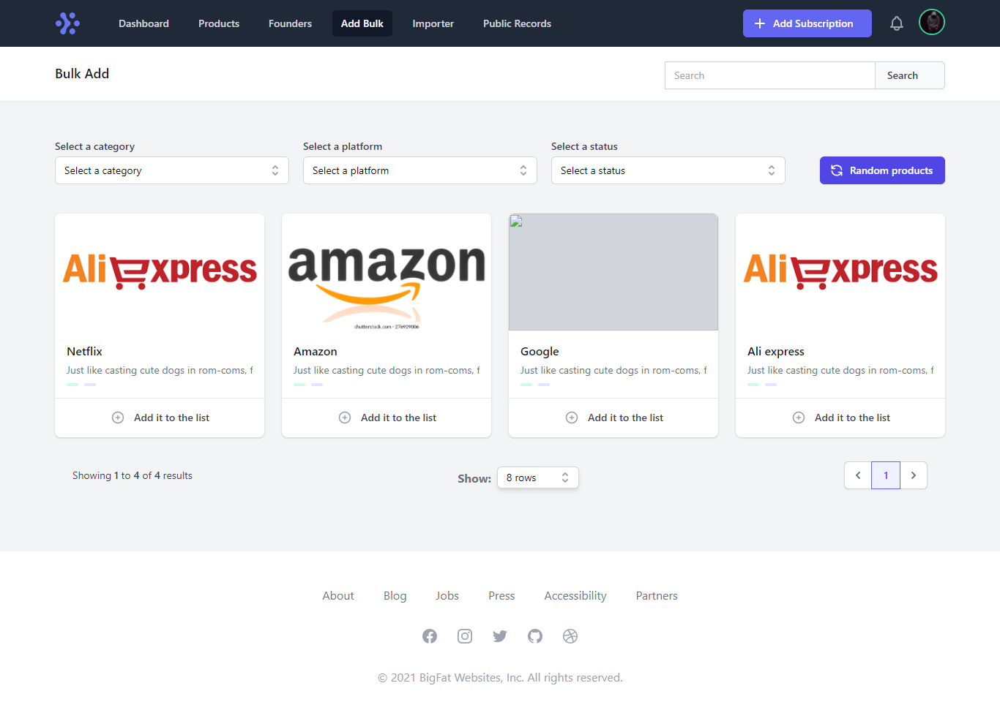 Dashboard Products Founders Add Bulk Importer Public Records Add Subscription
Bulk Add
Search Search
Select a category Select a platform Select a status
Select a category Select a platform Select a status Random products
AliExpress amazon AliExpress
shutterstock.com · 276929006
Netflix Amazon Google Ali express
Just like casting cute dogs in rom-coms, f Just like casting cute dogs in rom-coms, f Just like casting cute dogs in rom-coms, f Just like casting cute dogs in rom-coms, f
Add it to the list Add it to the list Add it to the list Add it to the list
Showing 1 to 4 of 4 results Show: 8 rows 1
About Blog Jobs Press Accessibility Partners
© 2021 BigFat Websites, Inc. All rights reserved.